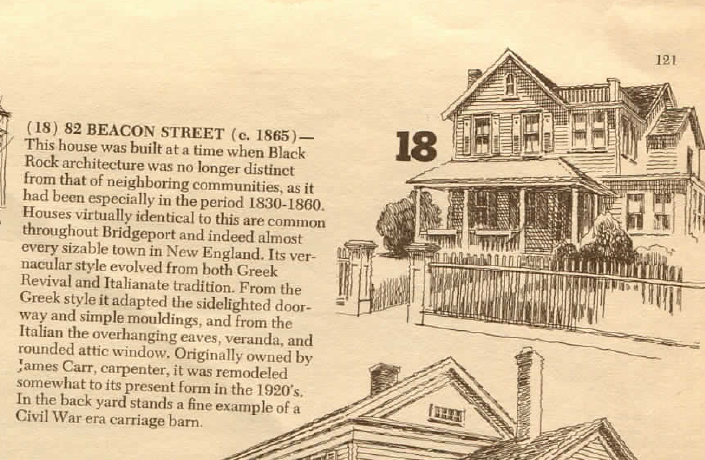 121
(18) 82 BEACON STREET (c. 1865)—
This house was built at a time when Black
Rock architecture was no longer distinct
from that of neighboring communities, as it
had been especially in the period 1830-1860.
Houses virtually identical to this are common
throughout Bridgeport and indeed almost
every sizable town in New England. Its ver-
nacular style evolved from both Greek
Revival and Italianate tradition. From the
Greek style it adapted the sidelighted door-
way and simple mouldings, and from the
Italian the overhanging eaves, veranda, and
rounded attic window. Originally owned by
James Carr, carpenter, it was remodeled
somewhat to its present form in the 1920's.
In the back yard stands a fine example of a
Civil War era carriage barn.
18